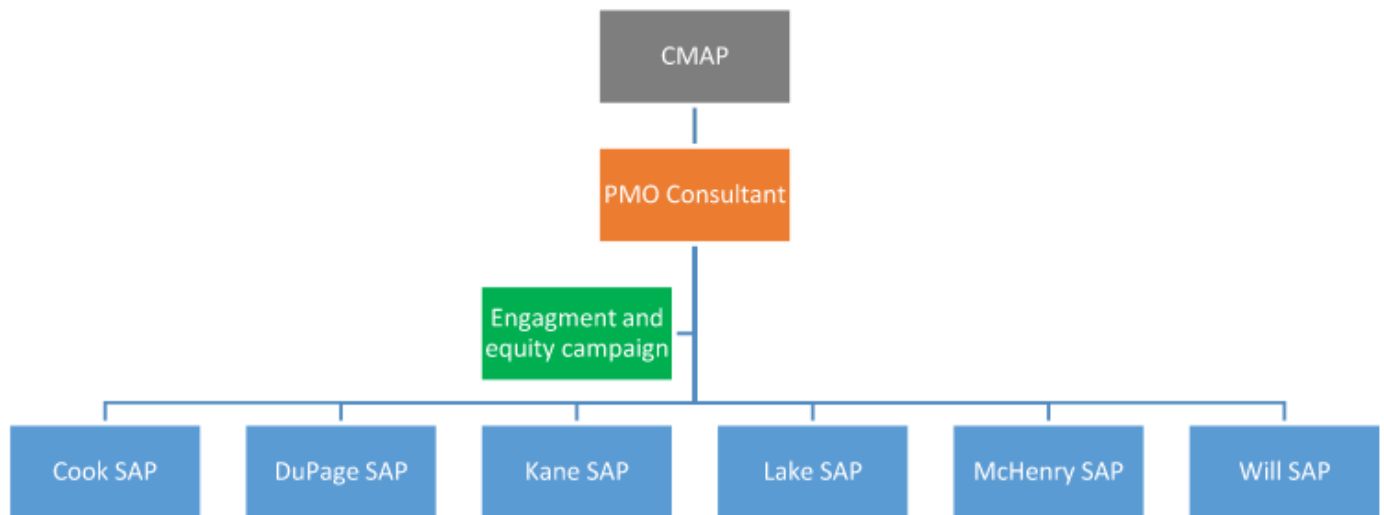 CMAP
PMO Consultant
Engagment and
equity campaign
Cook SAP
DuPage SAP
Kane SAP
Lake SAP
McHenry SAP
Will SAP